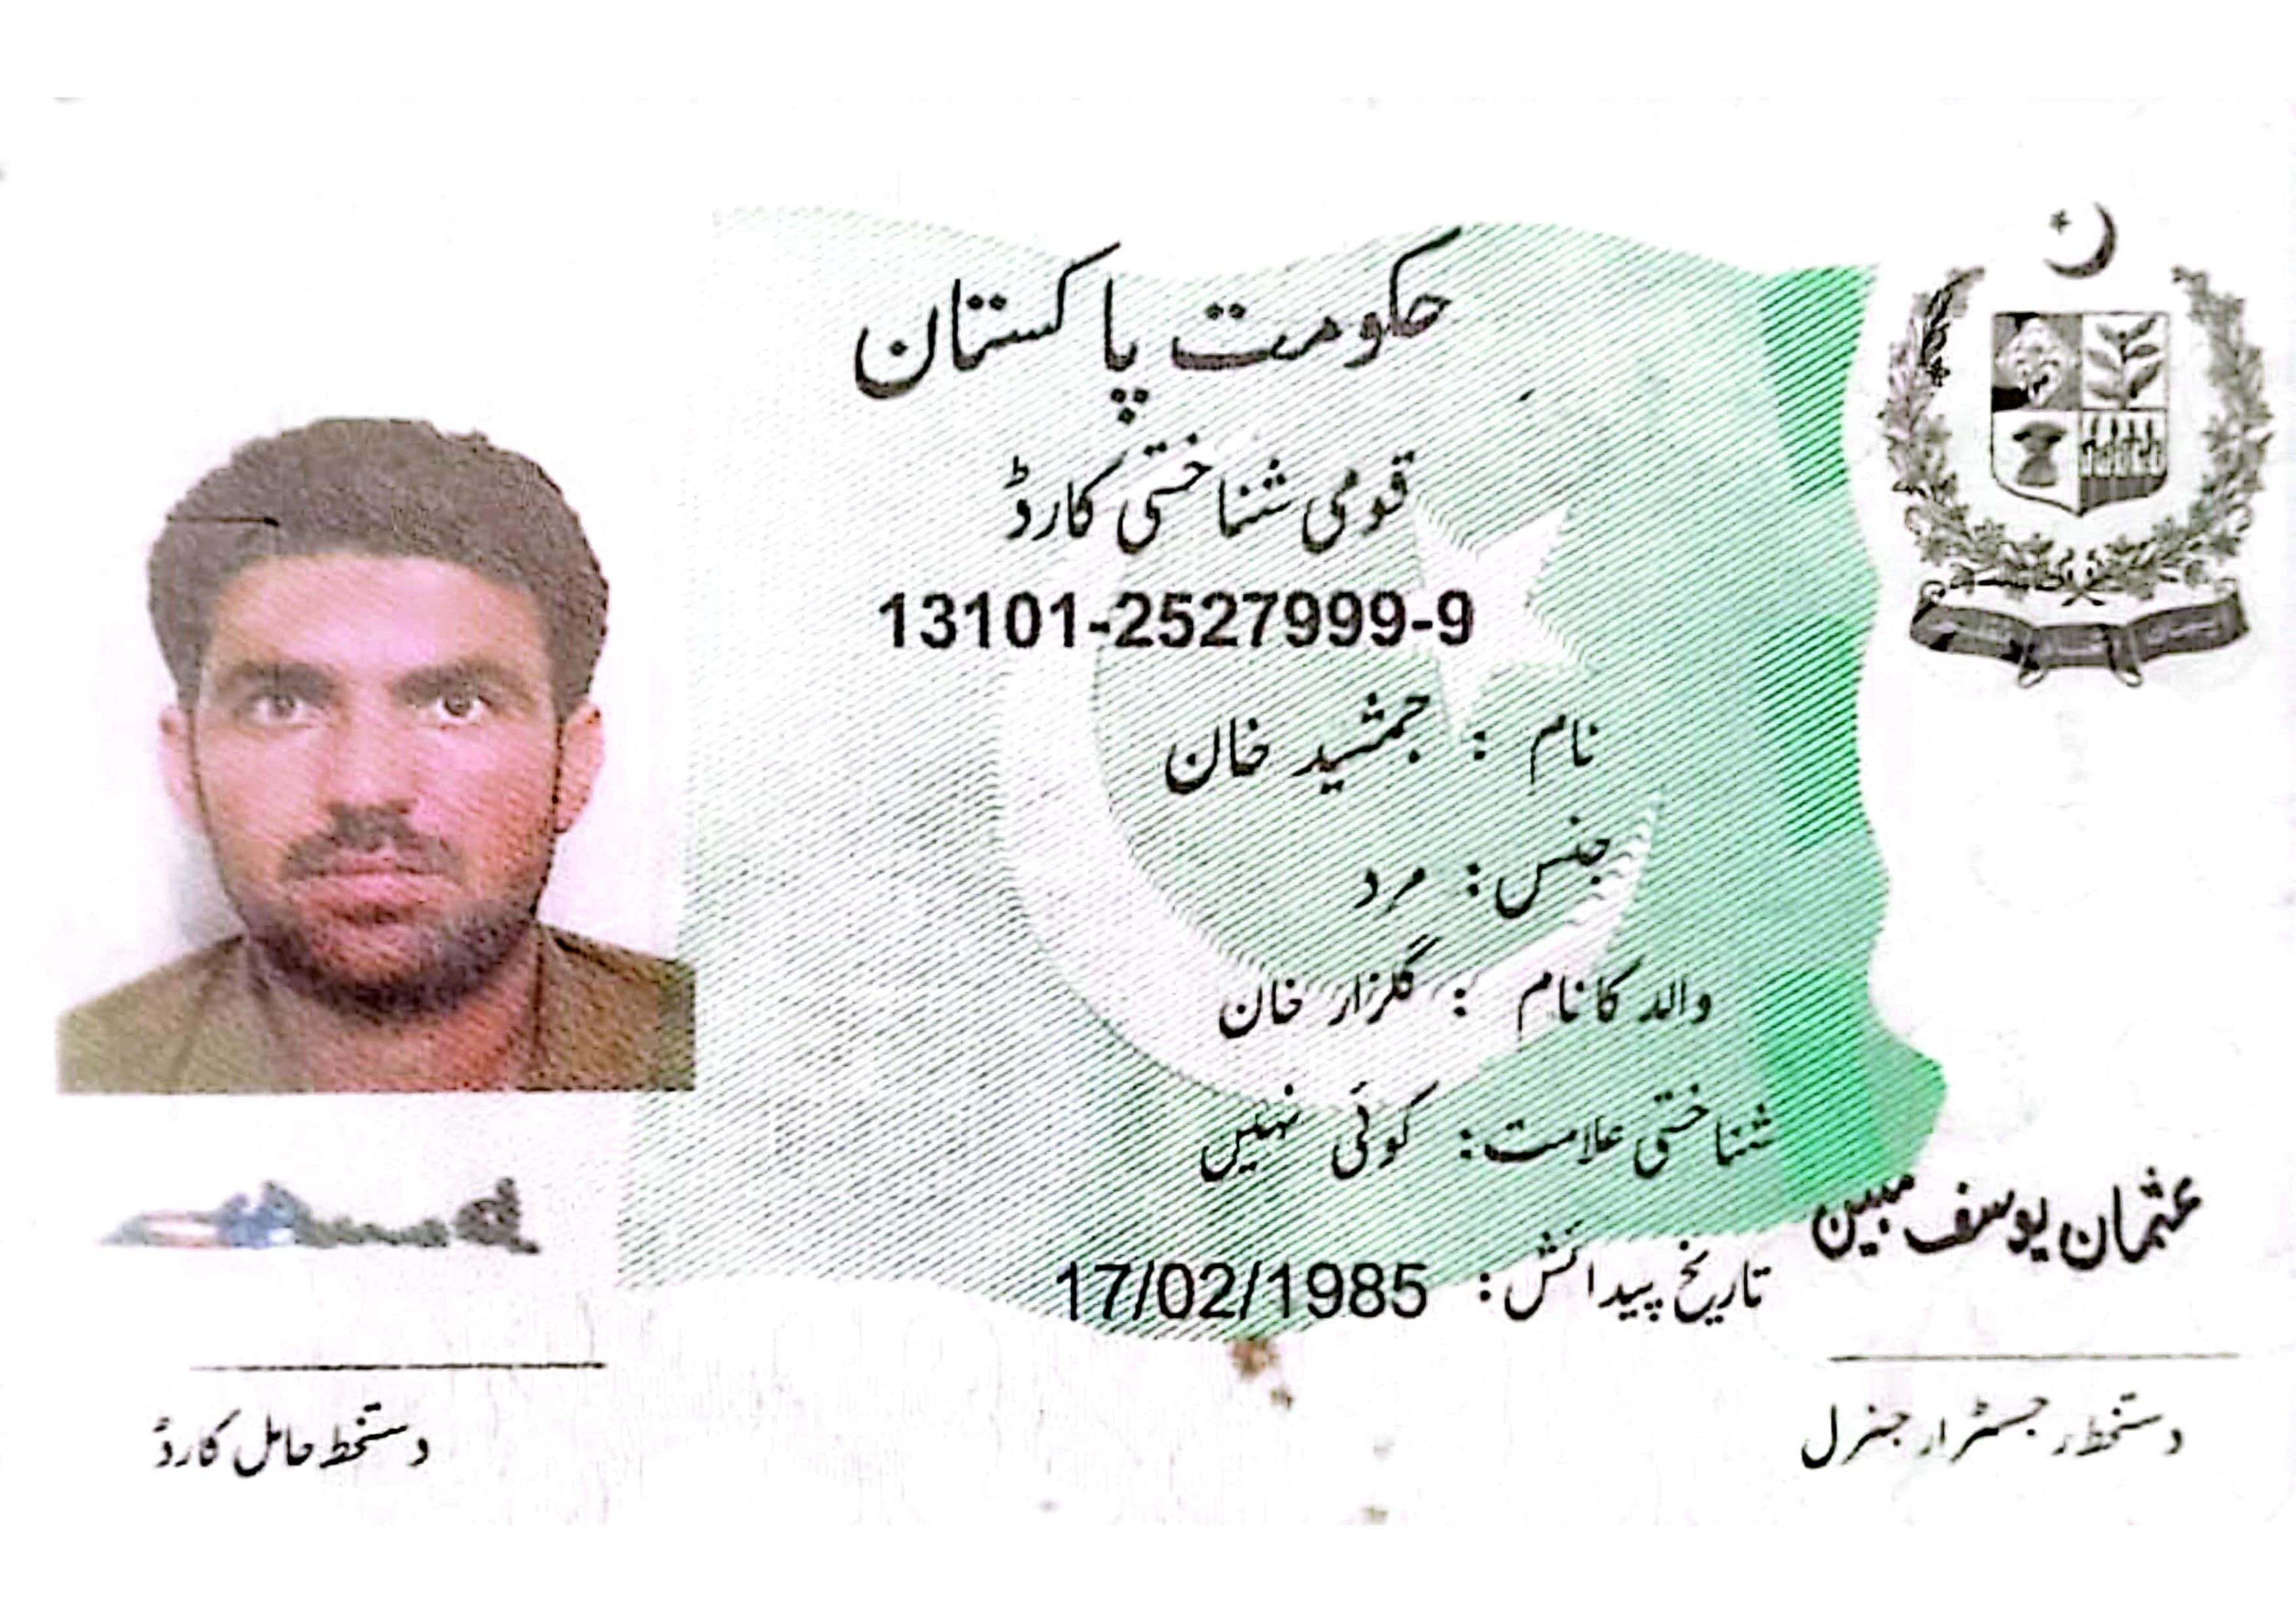 حکومت پاکستان
قومی شناختی کارڈ
13101-2527999-9
نام : جمشید خان
جنس : مرد
والد کا نام : گلزار خان
شناختی علامت : کوئی نہیں
تاریخ پیدائش : 17/02/1985
عثمان یوسف مبین
دستخط رجسٹرار جنرل
دستخط حامل کارڈ